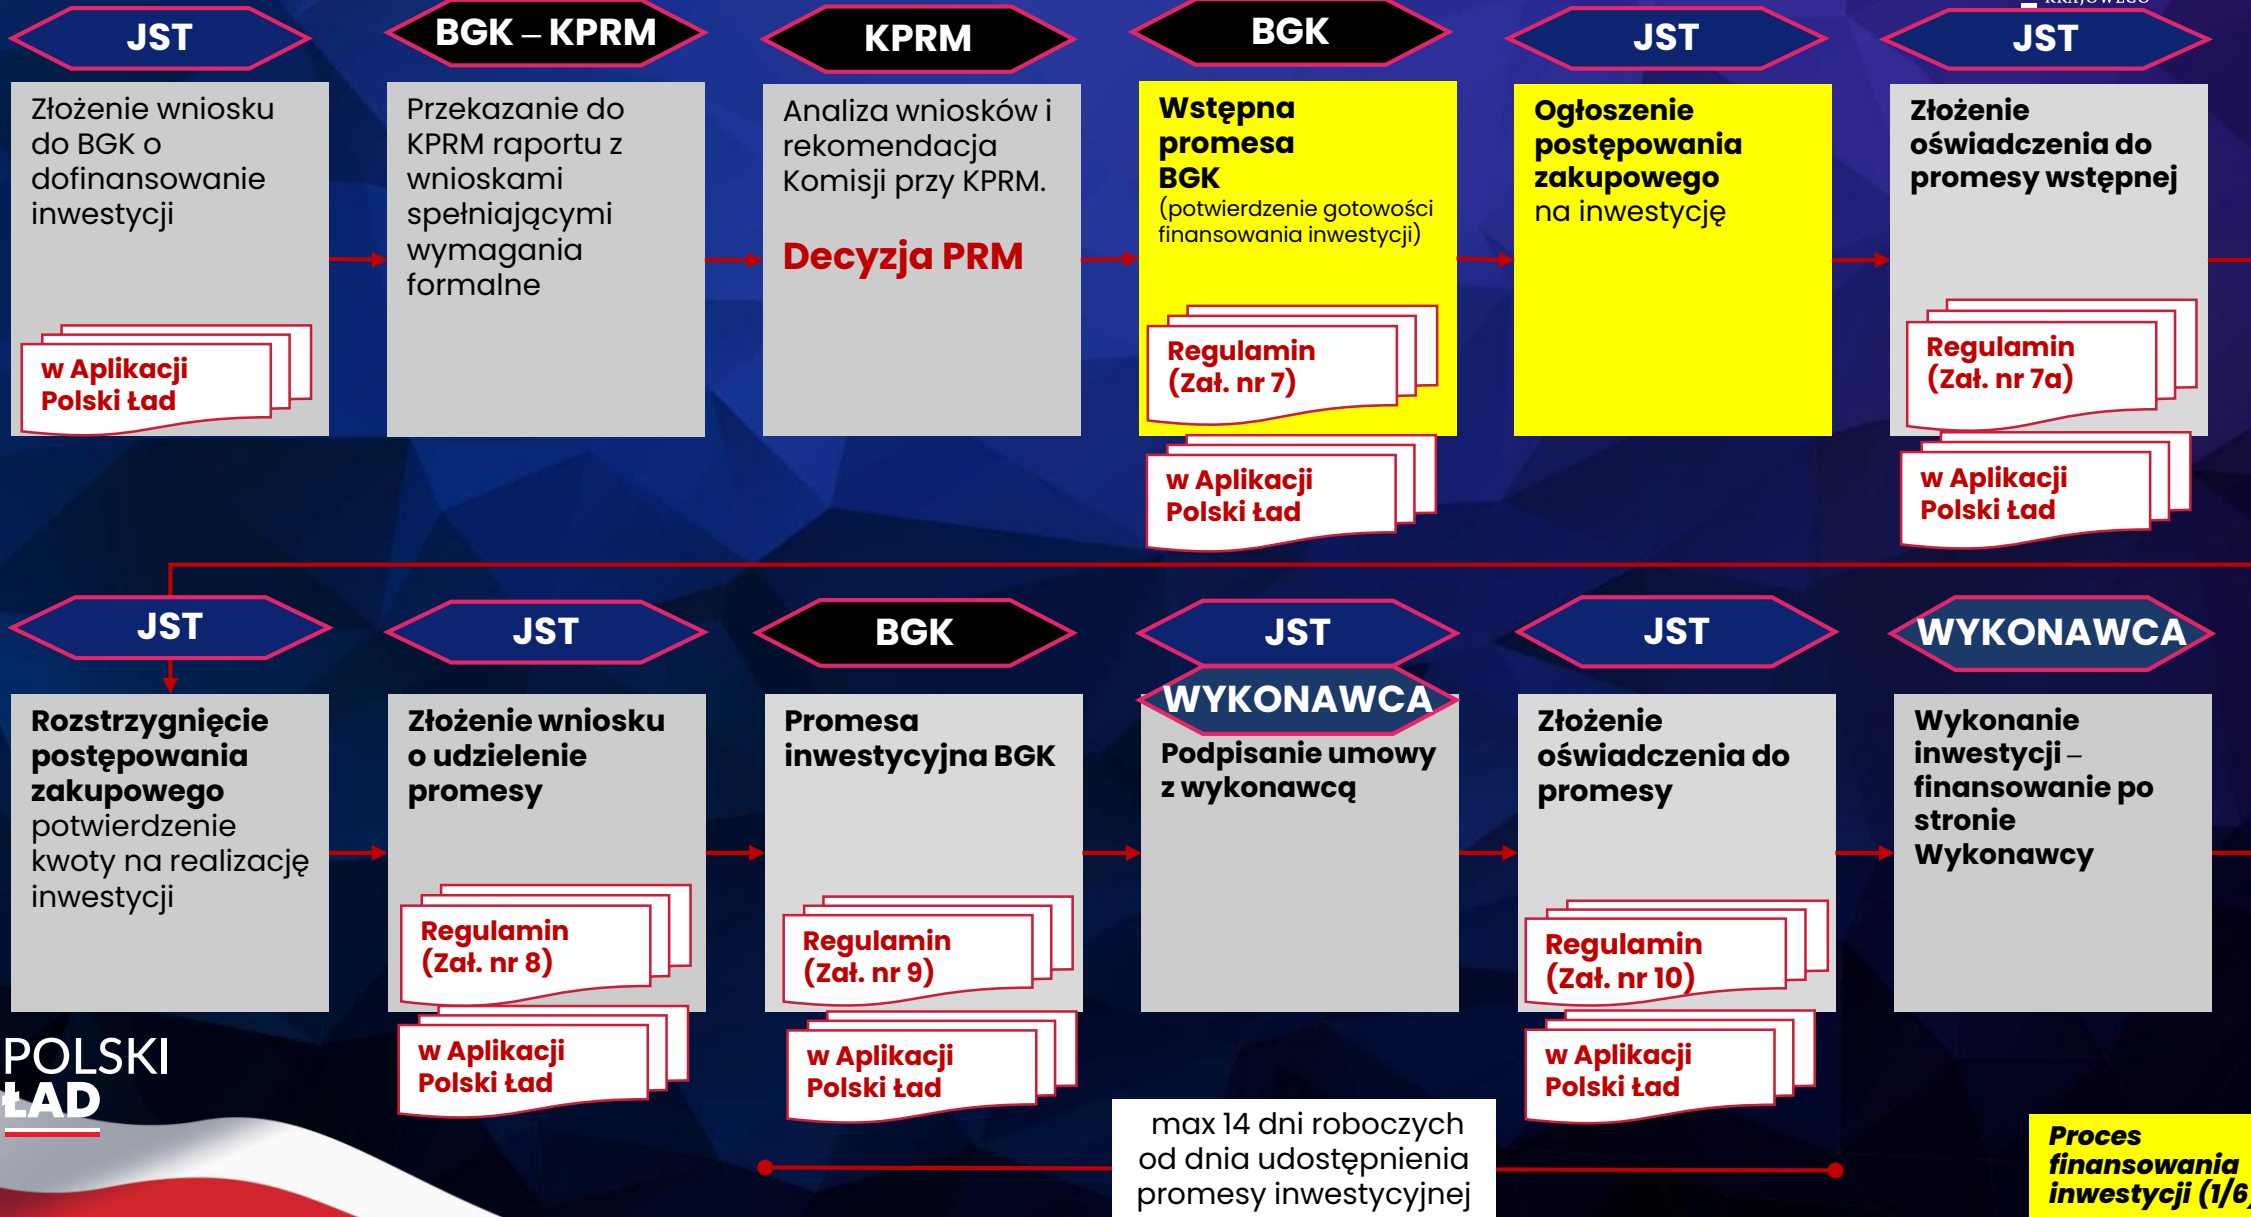 KRAJOWEGO
JST
BGK – KPRM
KPRM
BGK
JST
JST
Złożenie wniosku
do BGK o
dofinansowanie
inwestycji
w Aplikacji
Polski Ład
Przekazanie do
KPRM raportu z
wnioskami
spełniającymi
wymagania
formalne
Analiza wniosków i
rekomendacja
Komisji przy KPRM.
Decyzja PRM
Wstępna
promesa
BGK
(potwierdzenie gotowości
finansowania inwestycji)
Regulamin
(Zał. nr 7)
w Aplikacji
Polski Ład
Ogłoszenie
postępowania
zakupowego
na inwestycję
Złożenie
oświadczenia do
promesy wstępnej
Regulamin
(Zał. nr 7a)
w Aplikacji
Polski Ład
JST
JST
BGK
JST
WYKONAWCA
JST
WYKONAWCA
Rozstrzygnięcie
postępowania
zakupowego
potwierdzenie
kwoty na realizację
inwestycji
Złożenie wniosku
o udzielenie
promesy
Regulamin
(Zał. nr 8)
w Aplikacji
Polski Ład
Promesa
inwestycyjna BGK
Regulamin
(Zał. nr 9)
w Aplikacji
Polski Ład
Podpisanie umowy
z wykonawcą
Złożenie
oświadczenia do
promesy
Regulamin
(Zał. nr 10)
w Aplikacji
Polski Ład
Wykonanie
inwestycji –
finansowanie po
stronie
Wykonawcy
POLSKI
ŁAD
max 14 dni roboczych
od dnia udostępnienia
promesy inwestycyjnej
Proces
finansowania
inwestycji (1/6)